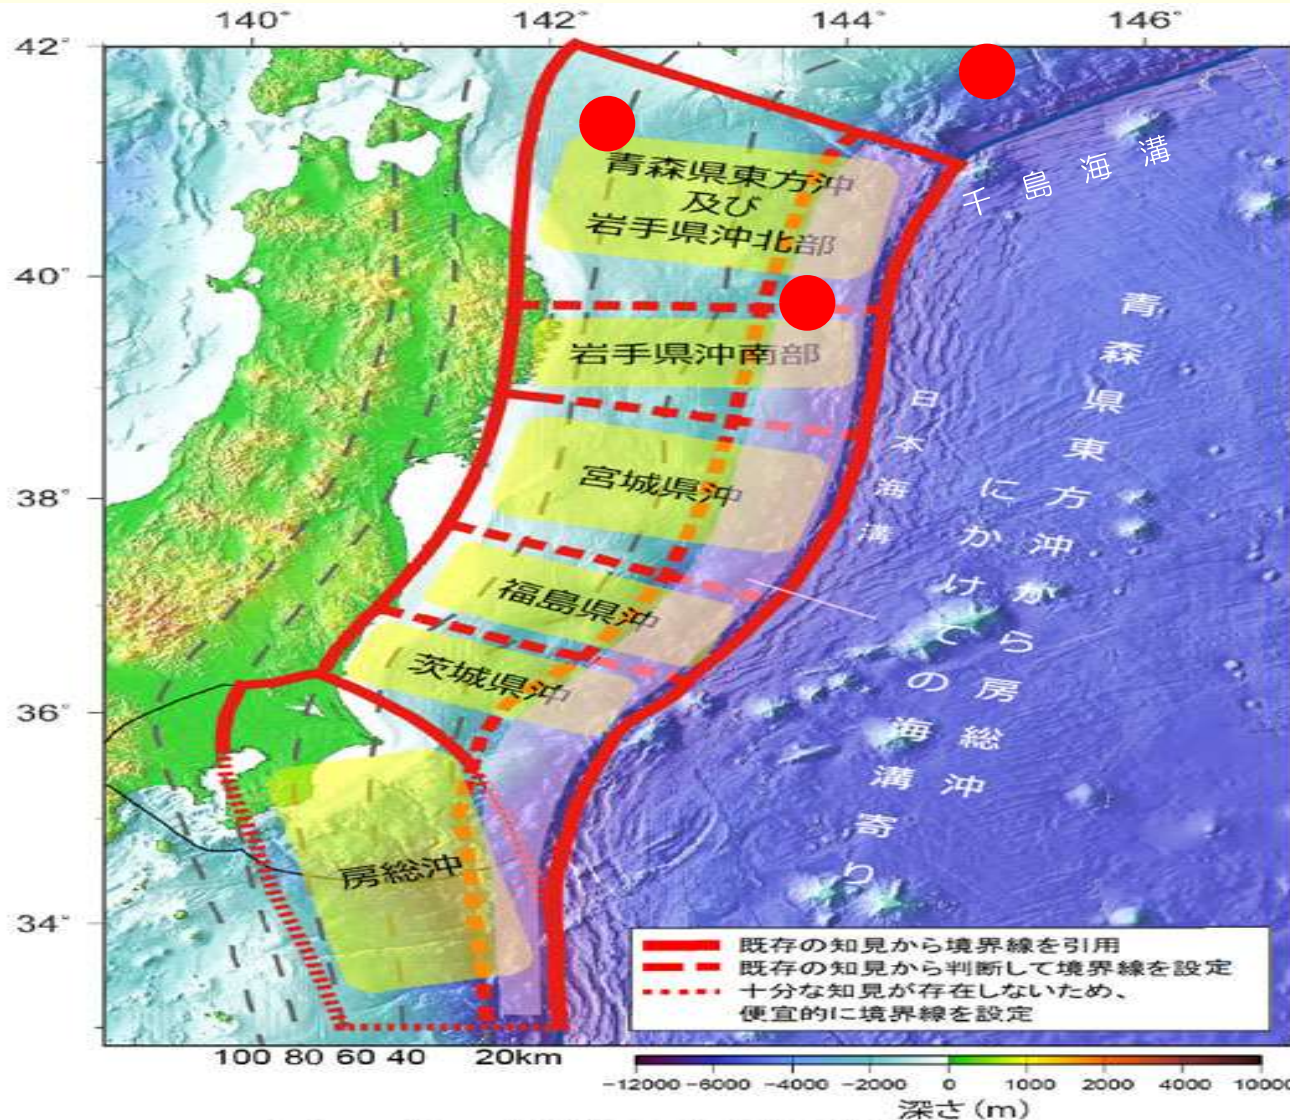 140° 142° 144° 146°
42°
40°
38°
36°
34°
青森県東方沖
及び
岩手県沖北部
岩手県沖南部
宮城県沖
福島県沖
茨城県沖
房総沖
千島海溝
日本海溝
青森県東方沖から房総沖
にかけての海溝寄り
既存の知見から境界線を引用
既存の知見から判断して境界線を設定
十分な知見が存在しないため、
便宜的に境界線を設定
100 80 60 40 20km
-12000 -6000 -4000 -2000 0 1000 2000 4000 10000
深さ(m)